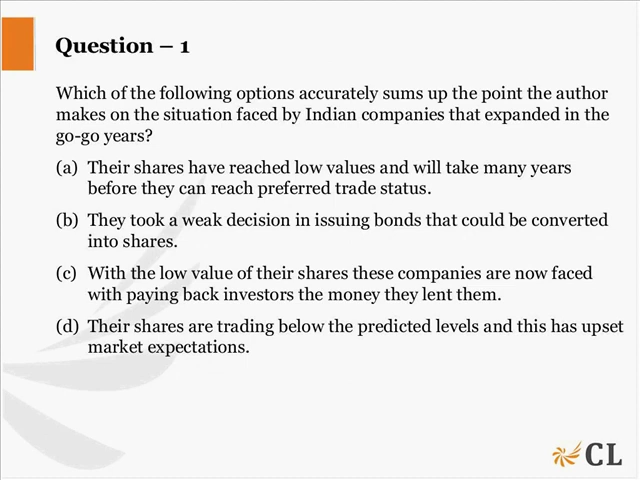 Question – 1
Which of the following options accurately sums up the point the author
makes on the situation faced by Indian companies that expanded in the
go-go years?
(a) Their shares have reached low values and will take many years
before they can reach preferred trade status.
(b) They took a weak decision in issuing bonds that could be converted
into shares.
(c) With the low value of their shares these companies are now faced
with paying back investors the money they lent them.
(d) Their shares are trading below the predicted levels and this has upset
market expectations.
CL